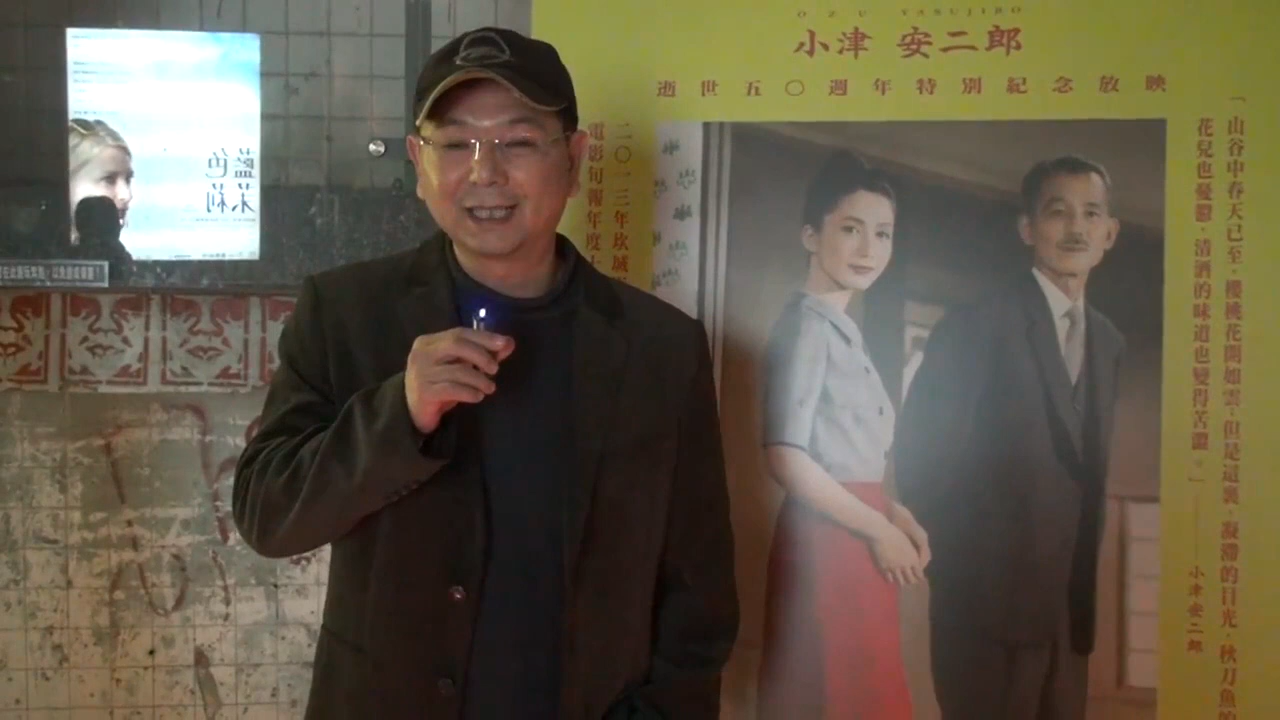 OZU YASUJIRO
小津 安二郎
逝世五〇週年特別紀念放映
「山谷中春天已至,櫻桃花開如雲,但是這裏,凝滯的目光,秋刀魚的
花兒也憂鬱、清酒的味道也變得苦澀。」——小津安二郎
二〇一三年坎城
電影旬報年度十
藍色
茉莉